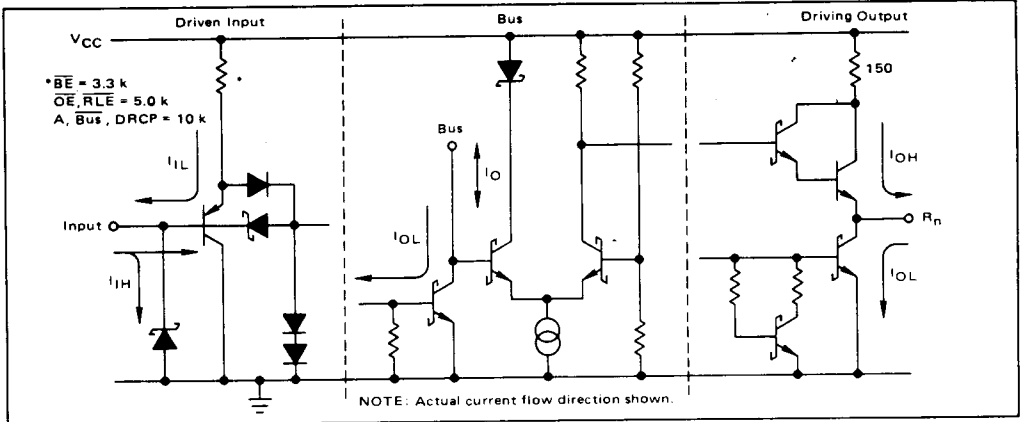 Driven Input
Bus
Driving Output
VCC
*BE = 3.3 k
OE, RLE = 5.0 k
A, Bus, DRCP = 10 k
*
150
Bus
IIL
IO
IOH
Input
Rn
IOL
IIH
IOL
NOTE: Actual current flow direction shown.